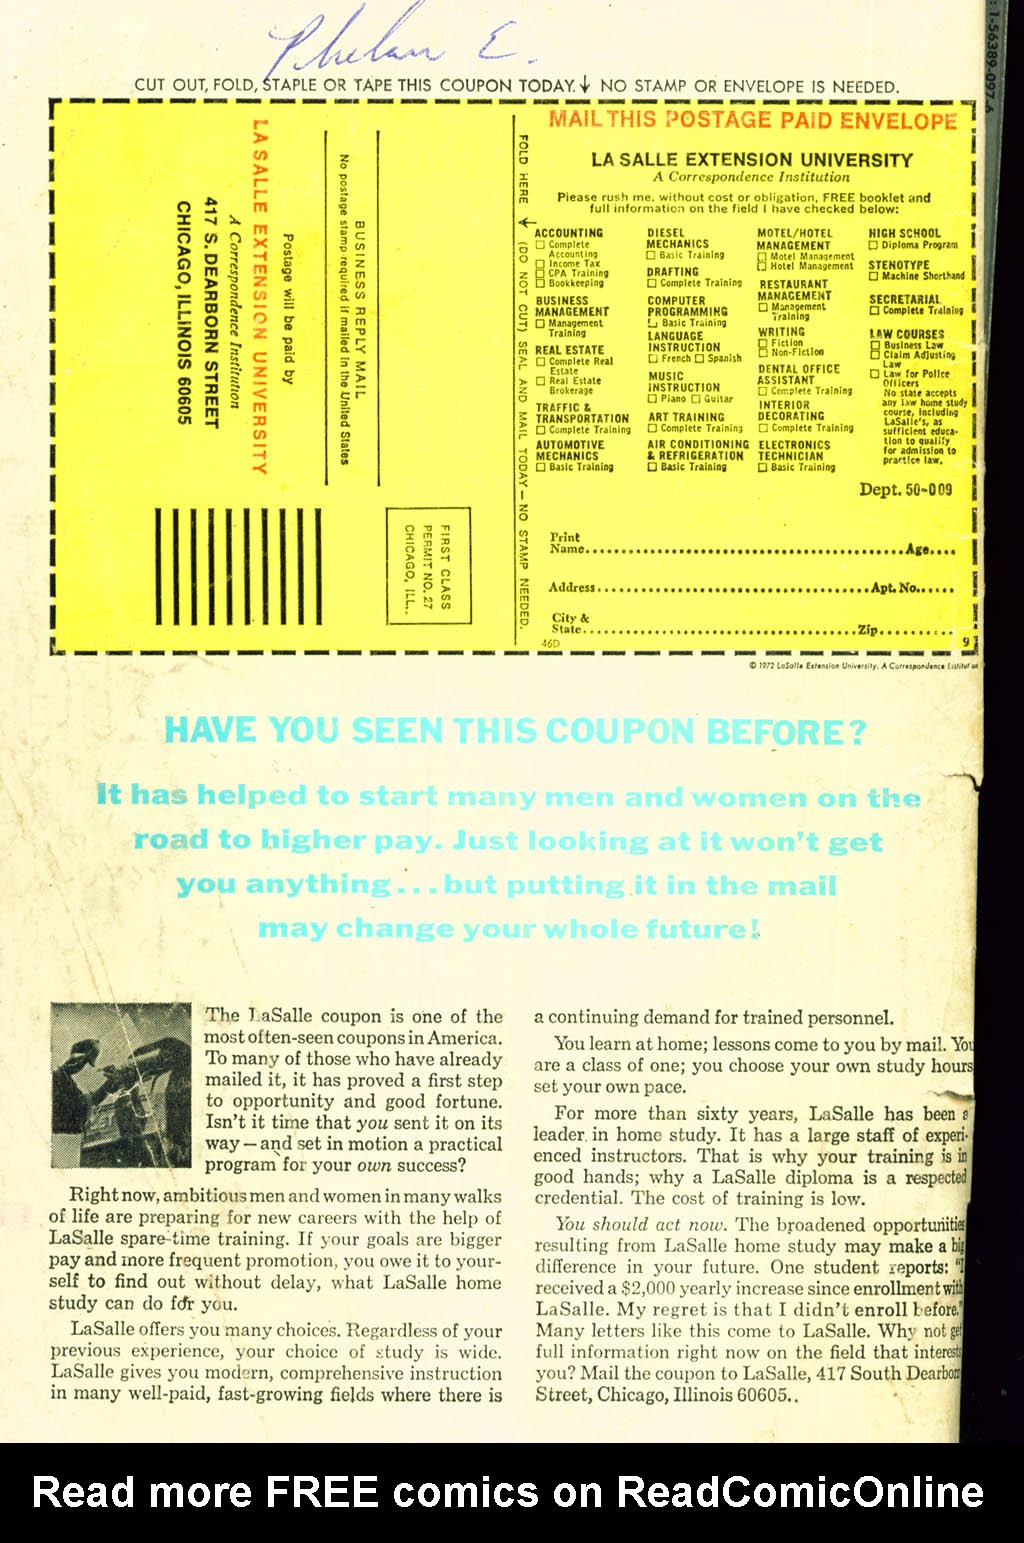 Phelan E.
1-56389-097-6
CUT OUT, FOLD, STAPLE OR TAPE THIS COUPON TODAY.↓ NO STAMP OR ENVELOPE IS NEEDED.
LA SALLE EXTENSION UNIVERSITY
A Correspondence Institution
417 S. DEARBORN STREET
CHICAGO, ILLINOIS 60605
Postage will be paid by
No postage stamp required if mailed in the United States
BUSINESS REPLY MAIL
FIRST CLASS
PERMIT NO. 27
CHICAGO, ILL..
FOLD HERE ↓ (DO NOT CUT) SEAL AND MAIL TODAY—NO STAMP NEEDED.
MAIL THIS POSTAGE PAID ENVELOPE
LA SALLE EXTENSION UNIVERSITY
A Correspondence Institution
Please rush me, without cost or obligation, FREE booklet and
full information on the field I have checked below:
ACCOUNTING
☐ Complete
Accounting
☐ Income Tax
☐ CPA Training
☐ Bookkeeping
BUSINESS
MANAGEMENT
☐ Management
Training
REAL ESTATE
☐ Complete Real
Estate
☐ Real Estate
Brokerage
TRAFFIC &
TRANSPORTATION
☐ Complete Training
AUTOMOTIVE
MECHANICS
☐ Basic Training
DIESEL
MECHANICS
☐ Basic Training
DRAFTING
☐ Complete Training
COMPUTER
PROGRAMMING
☐ Basic Training
LANGUAGE
INSTRUCTION
☐ French ☐ Spanish
MUSIC
INSTRUCTION
☐ Piano ☐ Guitar
ART TRAINING
☐ Complete Training
AIR CONDITIONING
& REFRIGERATION
☐ Basic Training
MOTEL/HOTEL
MANAGEMENT
☐ Motel Management
☐ Hotel Management
RESTAURANT
MANAGEMENT
☐ Management
Training
WRITING
☐ Fiction
☐ Non-Fiction
DENTAL OFFICE
ASSISTANT
☐ Complete Training
INTERIOR
DECORATING
☐ Complete Training
ELECTRONICS
TECHNICIAN
☐ Basic Training
HIGH SCHOOL
☐ Diploma Program
STENOTYPE
☐ Machine Shorthand
SECRETARIAL
☐ Complete Training
LAW COURSES
☐ Business Law
☐ Claim Adjusting
Law
☐ Law for Police
Officers
No state accepts
any law home study
course, including
LaSalle's, as
sufficient educa-
tion to qualify
for admission to
practice law.
Dept. 50-009
Print
Name........Age....
Address........Apt. No......
City &
State........Zip..........
46D
9
© 1972 LaSalle Extension University. A Correspondence Institution
HAVE YOU SEEN THIS COUPON BEFORE?
It has helped to start many men and women on the
road to higher pay. Just looking at it won't get
you anything...but putting it in the mail
may change your whole future!
The LaSalle coupon is one of the
most often-seen coupons in America.
To many of those who have already
mailed it, it has proved a first step
to opportunity and good fortune.
Isn't it time that you sent it on its
way—and set in motion a practical
program for your own success?
Right now, ambitious men and women in many walks
of life are preparing for new careers with the help of
LaSalle spare-time training. If your goals are bigger
pay and more frequent promotion, you owe it to your-
self to find out without delay, what LaSalle home
study can do for you.
LaSalle offers you many choices. Regardless of your
previous experience, your choice of study is wide.
LaSalle gives you modern, comprehensive instruction
in many well-paid, fast-growing fields where there is
a continuing demand for trained personnel.
You learn at home; lessons come to you by mail. You
are a class of one; you choose your own study hours
set your own pace.
For more than sixty years, LaSalle has been a
leader in home study. It has a large staff of experi-
enced instructors. That is why your training is in
good hands; why a LaSalle diploma is a respected
credential. The cost of training is low.
You should act now. The broadened opportunities
resulting from LaSalle home study may make a big
difference in your future. One student reports: "I
received a $2,000 yearly increase since enrollment with
LaSalle. My regret is that I didn't enroll before."
Many letters like this come to LaSalle. Why not get
full information right now on the field that interests
you? Mail the coupon to LaSalle, 417 South Dearborn
Street, Chicago, Illinois 60605..
Read more FREE comics on ReadComicOnline